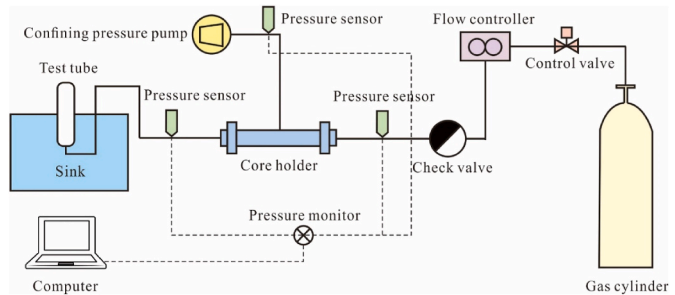 Pressure sensor
Flow controller
Confining pressure pump
Control valve
Test tube
Pressure sensor
Pressure sensor
Sink
Core holder
Check valve
Pressure monitor
Computer
Gas cylinder